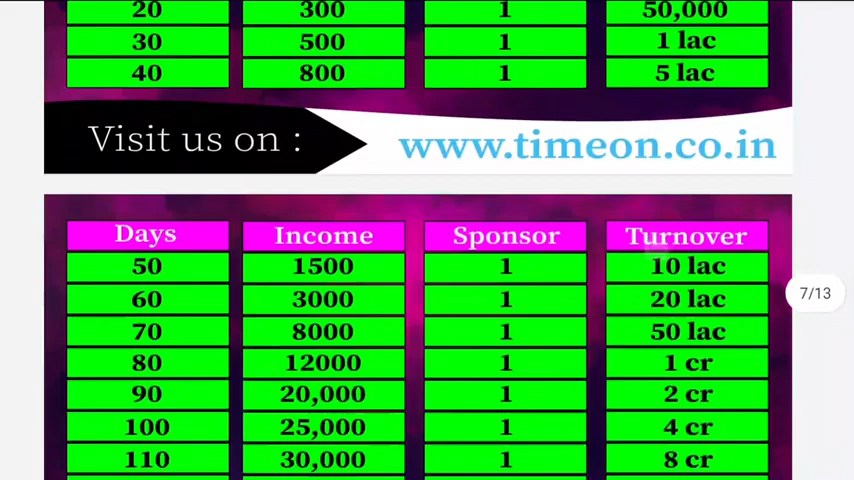 20 300 1 50,000
30 500 1 1 lac
40 800 1 5 lac
Visit us on : www.timeon.co.in
Days Income Sponsor Turnover
50 1500 1 10 lac
60 3000 1 20 lac
70 8000 1 50 lac
80 12000 1 1 cr
90 20,000 1 2 cr
100 25,000 1 4 cr
110 30,000 1 8 cr
7/13